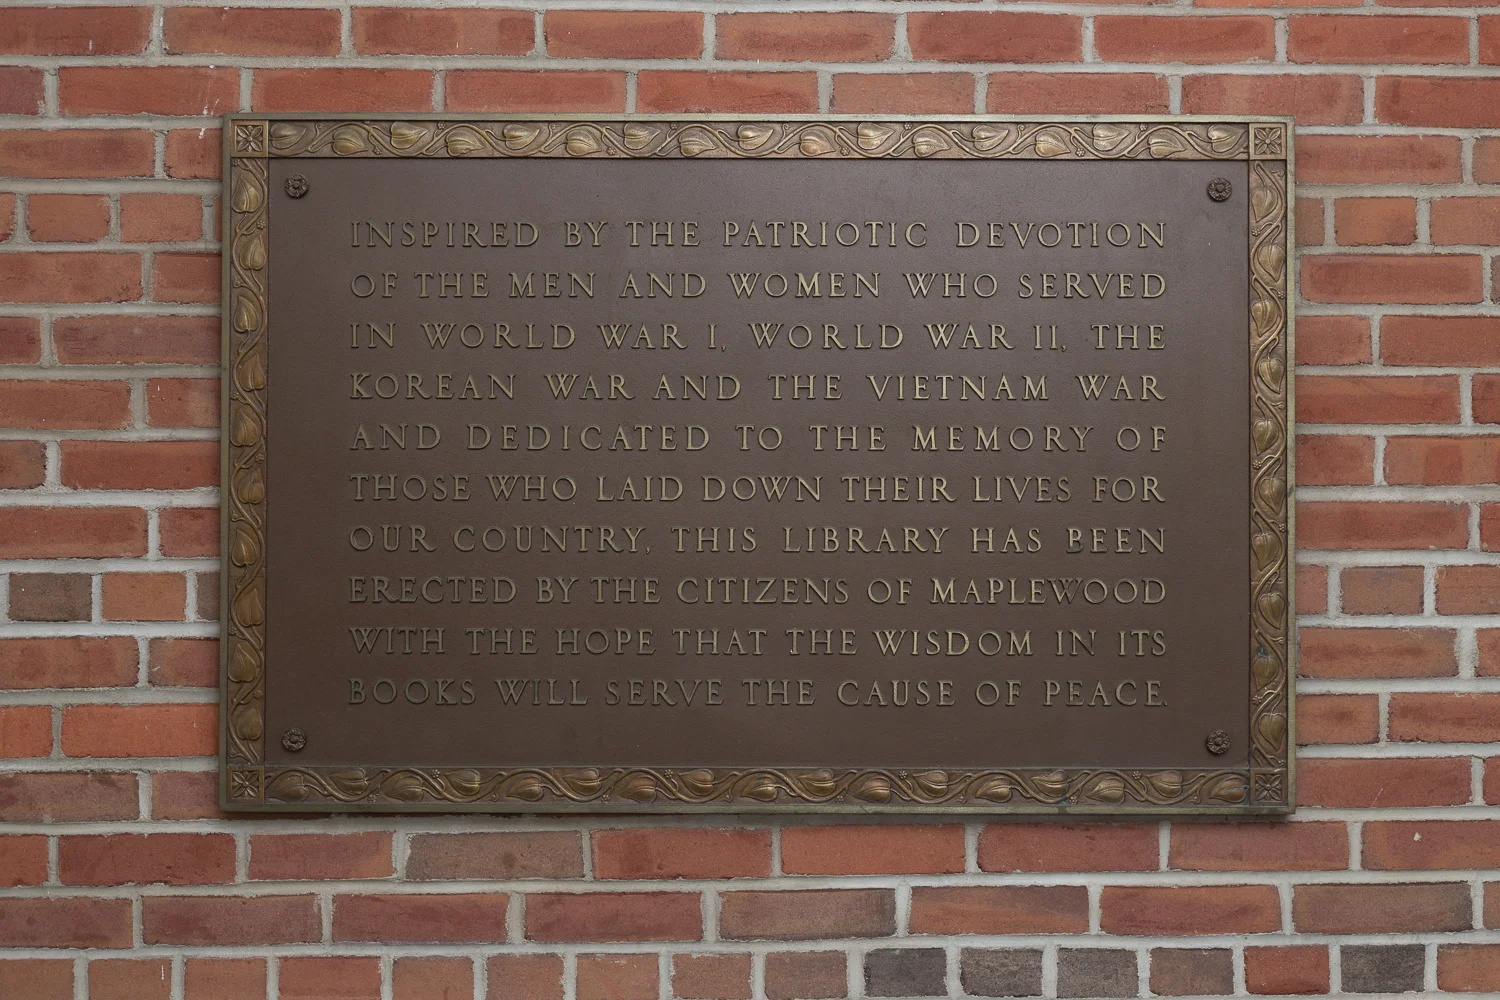 INSPIRED BY THE PATRIOTIC DEVOTION
OF THE MEN AND WOMEN WHO SERVED
IN WORLD WAR I, WORLD WAR II, THE
KOREAN WAR AND THE VIETNAM WAR
AND DEDICATED TO THE MEMORY OF
THOSE WHO LAID DOWN THEIR LIVES FOR
OUR COUNTRY, THIS LIBRARY HAS BEEN
ERECTED BY THE CITIZENS OF MAPLEWOOD
WITH THE HOPE THAT THE WISDOM IN ITS
BOOKS WILL SERVE THE CAUSE OF PEACE.